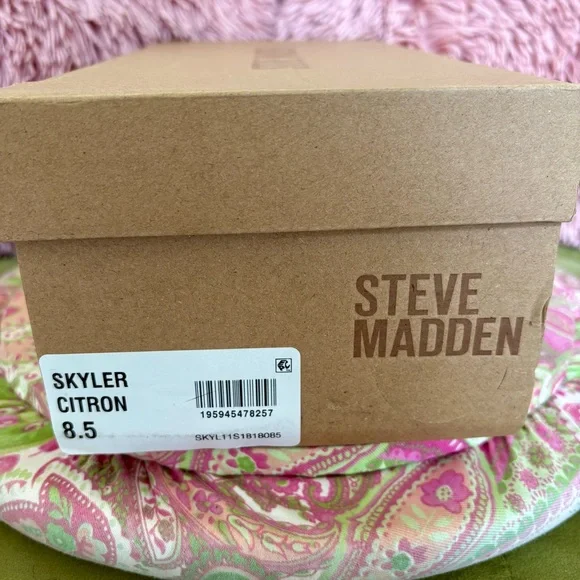 STEVE
MADDEN
SKYLER
CITRON
8.5
195945478257
SKYL11S1818085